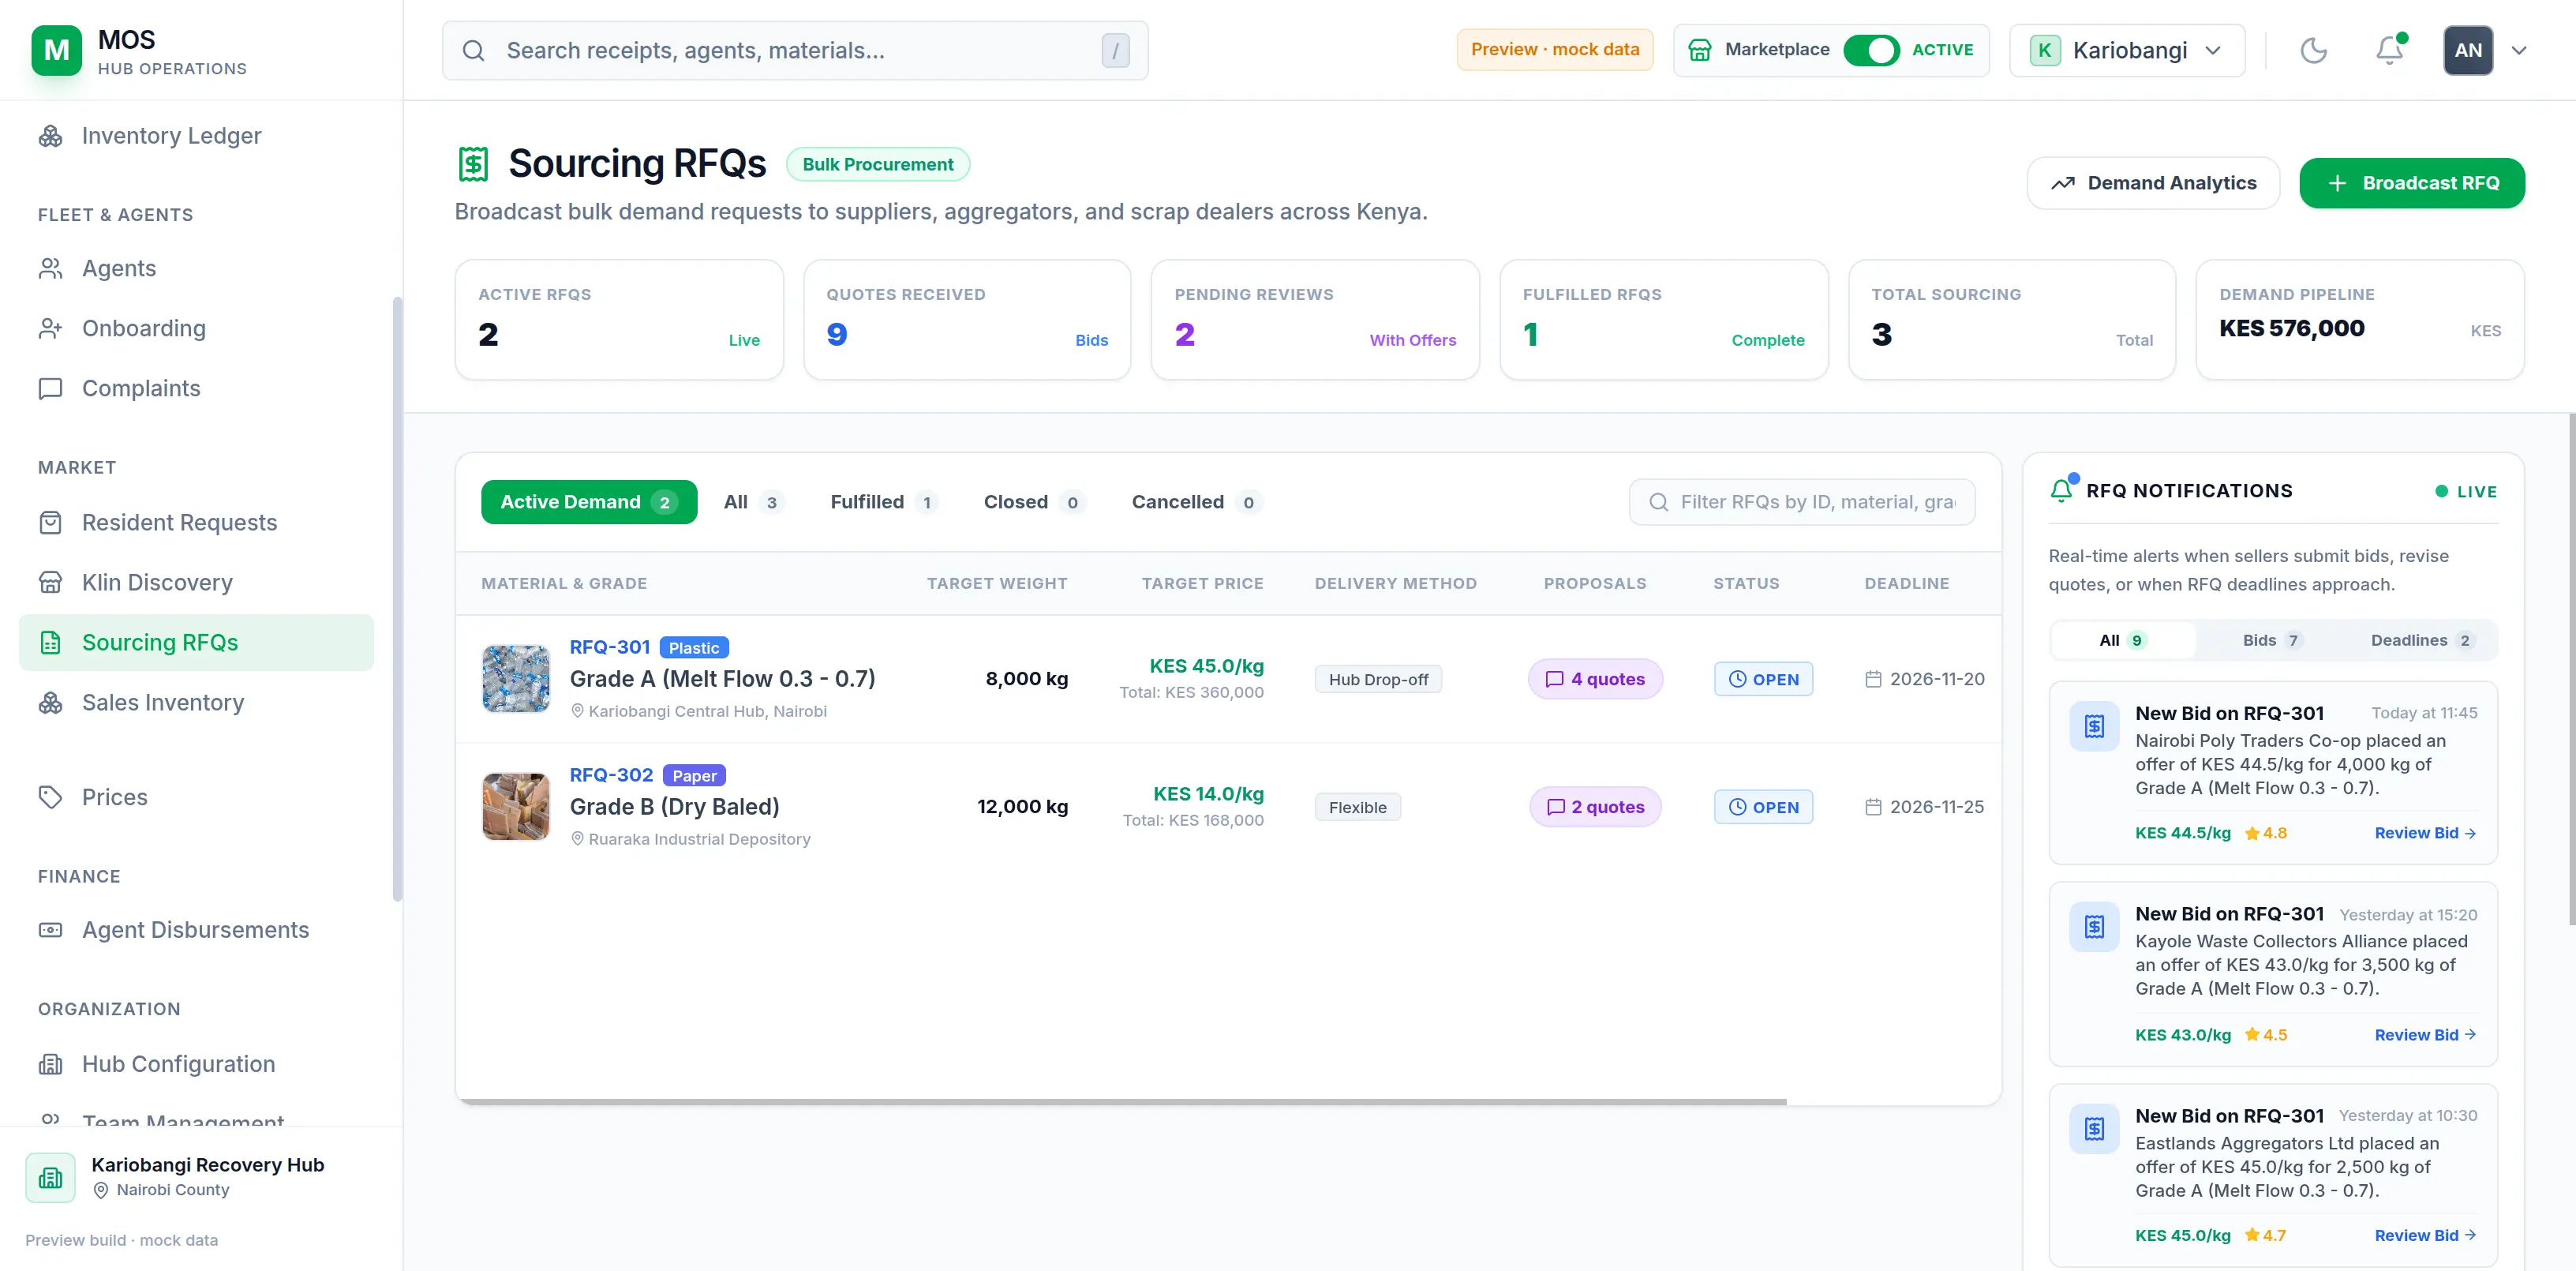 M
MOS
HUB OPERATIONS
Search receipts, agents, materials...
/
Preview · mock data
Marketplace
ACTIVE
K
Kariobangi
AN
Inventory Ledger
FLEET & AGENTS
Agents
Onboarding
Complaints
MARKET
Resident Requests
Klin Discovery
Sourcing RFQs
Sales Inventory
Prices
FINANCE
Agent Disbursements
ORGANIZATION
Hub Configuration
Team Management
Kariobangi Recovery Hub
Nairobi County
Preview build · mock data
Sourcing RFQs
Bulk Procurement
Broadcast bulk demand requests to suppliers, aggregators, and scrap dealers across Kenya.
Demand Analytics
Broadcast RFQ
ACTIVE RFQS
2
Live
QUOTES RECEIVED
9
Bids
PENDING REVIEWS
2
With Offers
FULFILLED RFQS
1
Complete
TOTAL SOURCING
3
Total
DEMAND PIPELINE
KES 576,000
KES
Active Demand 2
All 3
Fulfilled 1
Closed 0
Cancelled 0
Filter RFQs by ID, material, gra
MATERIAL & GRADE
TARGET WEIGHT
TARGET PRICE
DELIVERY METHOD
PROPOSALS
STATUS
DEADLINE
RFQ-301 Plastic
Grade A (Melt Flow 0.3 - 0.7)
Kariobangi Central Hub, Nairobi
8,000 kg
KES 45.0/kg
Total: KES 360,000
Hub Drop-off
4 quotes
OPEN
2026-11-20
RFQ-302 Paper
Grade B (Dry Baled)
Ruaraka Industrial Depository
12,000 kg
KES 14.0/kg
Total: KES 168,000
Flexible
2 quotes
OPEN
2026-11-25
RFQ NOTIFICATIONS
LIVE
Real-time alerts when sellers submit bids, revise
quotes, or when RFQ deadlines approach.
All 9
Bids 7
Deadlines 2
New Bid on RFQ-301
Today at 11:45
Nairobi Poly Traders Co-op placed an
offer of KES 44.5/kg for 4,000 kg of
Grade A (Melt Flow 0.3 - 0.7).
KES 44.5/kg
4.8
Review Bid
New Bid on RFQ-301
Yesterday at 15:20
Kayole Waste Collectors Alliance placed
an offer of KES 43.0/kg for 3,500 kg of
Grade A (Melt Flow 0.3 - 0.7).
KES 43.0/kg
4.5
Review Bid
New Bid on RFQ-301
Yesterday at 10:30
Eastlands Aggregators Ltd placed an
offer of KES 45.0/kg for 2,500 kg of
Grade A (Melt Flow 0.3 - 0.7).
KES 45.0/kg
4.7
Review Bid